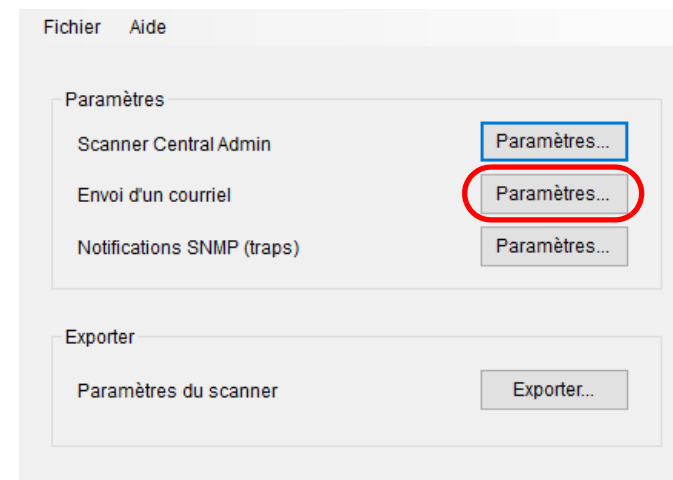 Fichier Aide
Paramètres
Scanner Central Admin Paramètres...
Envoi d'un courriel Paramètres...
Notifications SNMP (traps) Paramètres...
Exporter
Paramètres du scanner Exporter...